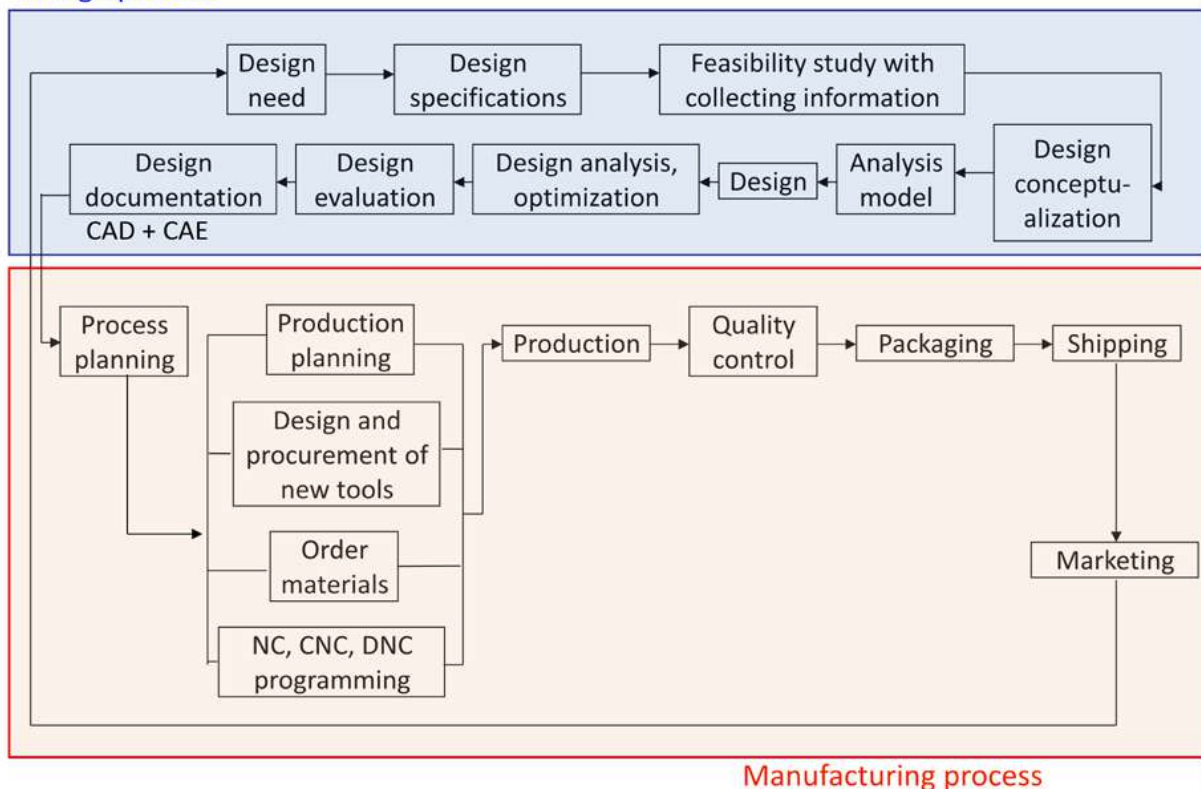 Design
need
Design
specifications
Feasibility study with
collecting information
Design
documentation
CAD + CAE
Design
evaluation
Design analysis,
optimization
Design
Analysis
model
Design
conceptu-
alization
Process
planning
Production
planning
Design and
procurement of
new tools
Order
materials
NC, CNC, DNC
programming
Production
Quality
control
Packaging
Shipping
Marketing
Manufacturing process